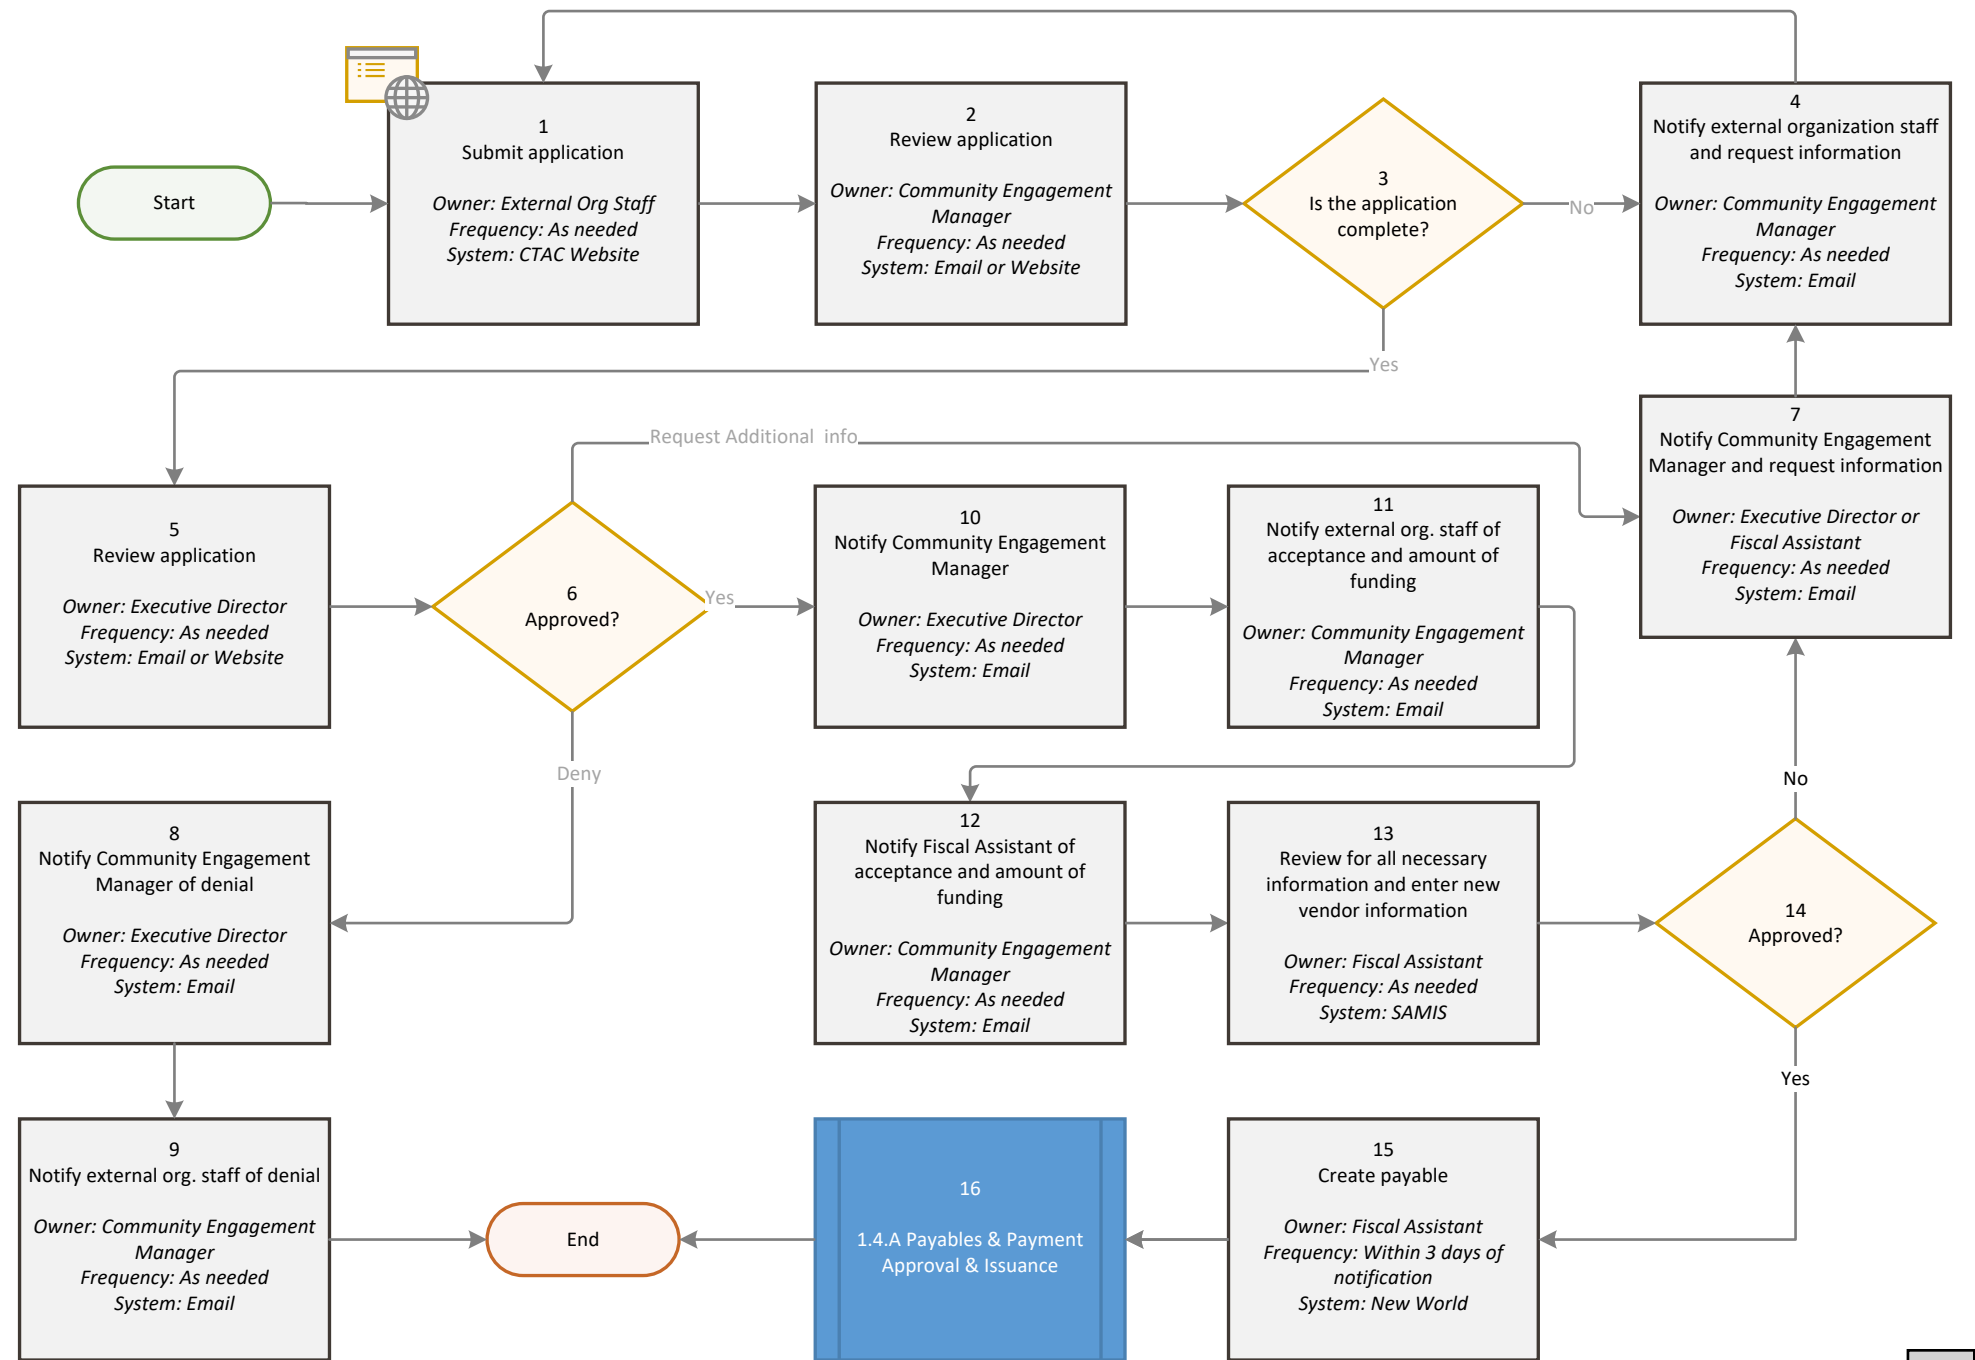 Start
1
Submit application
Owner: External Org Staff
Frequency: As needed
System: CTAC Website
2
Review application
Owner: Community Engagement
Manager
Frequency: As needed
System: Email or Website
3
Is the application
complete?
No
Yes
4
Notify external organization staff
and request information
Owner: Community Engagement
Manager
Frequency: As needed
System: Email
5
Review application
Owner: Executive Director
Frequency: As needed
System: Email or Website
6
Approved?
Request Additional  info
Yes
Deny
7
Notify Community Engagement
Manager and request information
Owner: Executive Director or
Fiscal Assistant
Frequency: As needed
System: Email
10
Notify Community Engagement
Manager
Owner: Executive Director
Frequency: As needed
System: Email
11
Notify external org. staff of
acceptance and amount of
funding
Owner: Community Engagement
Manager
Frequency: As needed
System: Email
8
Notify Community Engagement
Manager of denial
Owner: Executive Director
Frequency: As needed
System: Email
12
Notify Fiscal Assistant of
acceptance and amount of
funding
Owner: Community Engagement
Manager
Frequency: As needed
System: Email
13
Review for all necessary
information and enter new
vendor information
Owner: Fiscal Assistant
Frequency: As needed
System: SAMIS
14
Approved?
No
Yes
9
Notify external org. staff of denial
Owner: Community Engagement
Manager
Frequency: As needed
System: Email
End
16
1.4.A Payables & Payment
Approval & Issuance
15
Create payable
Owner: Fiscal Assistant
Frequency: Within 3 days of
notification
System: New World